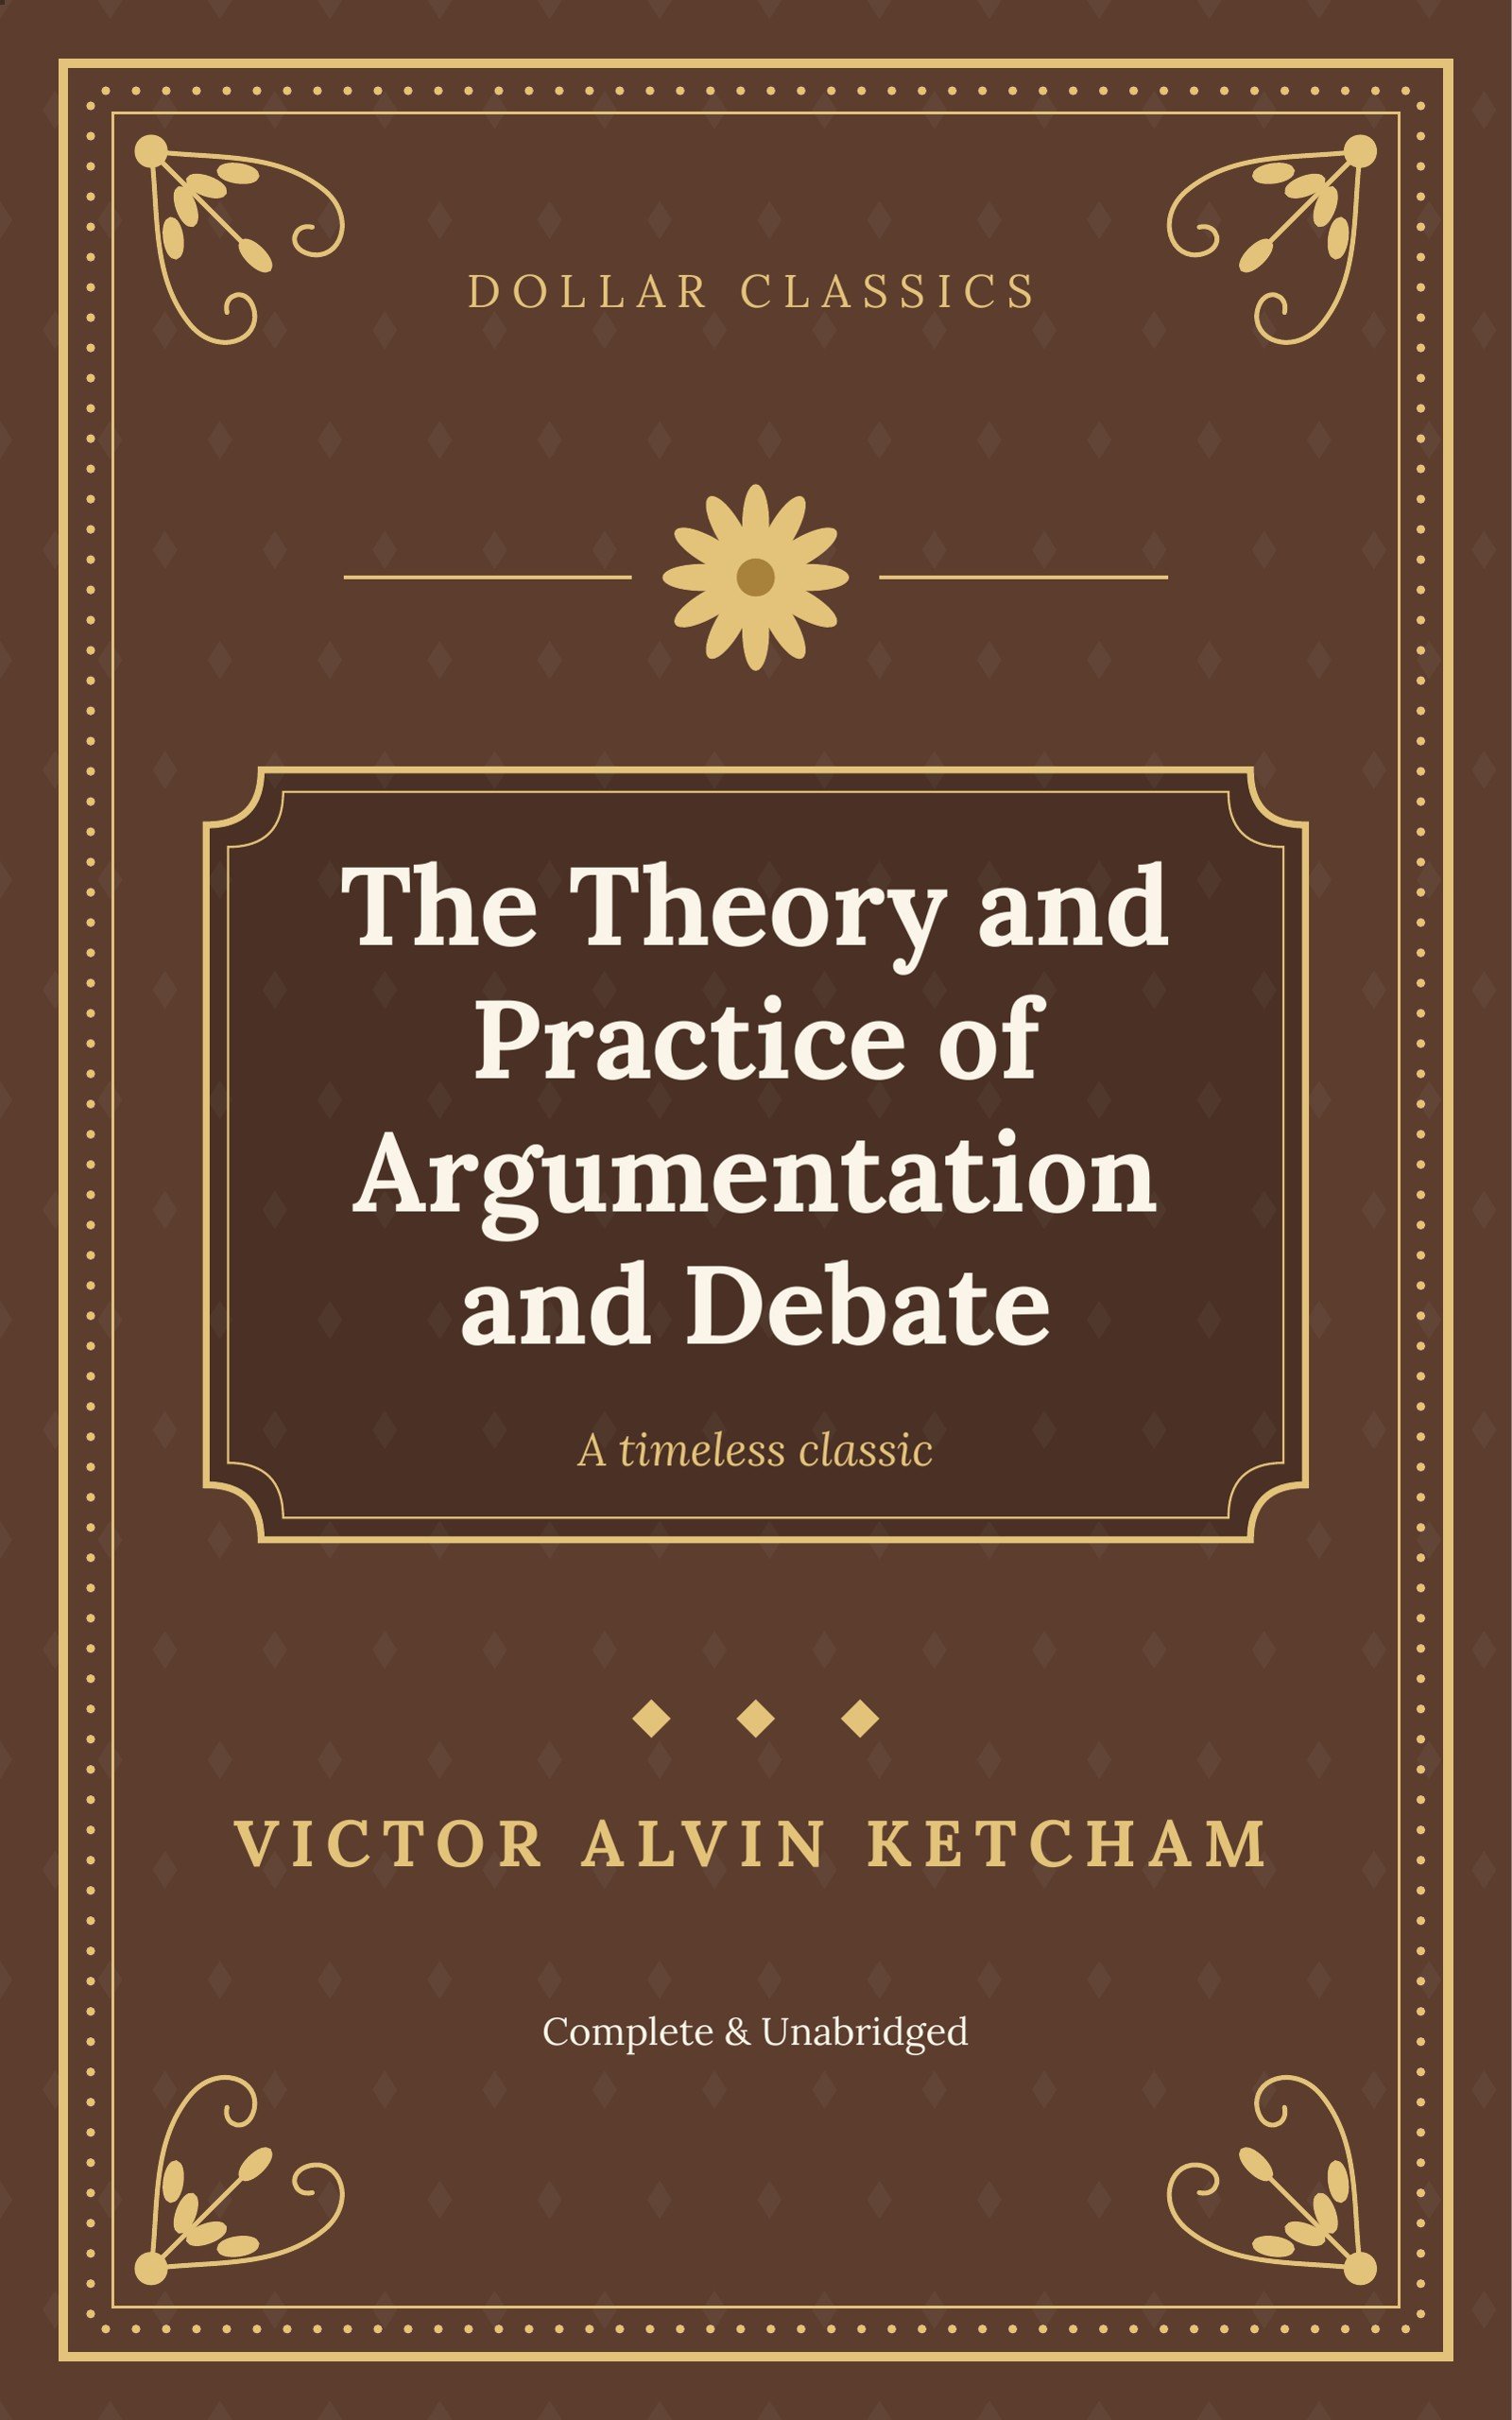 DOLLAR CLASSICS
The Theory and
Practice of
Argumentation
and Debate
A timeless classic
VICTOR ALVIN KETCHAM
Complete & Unabridged